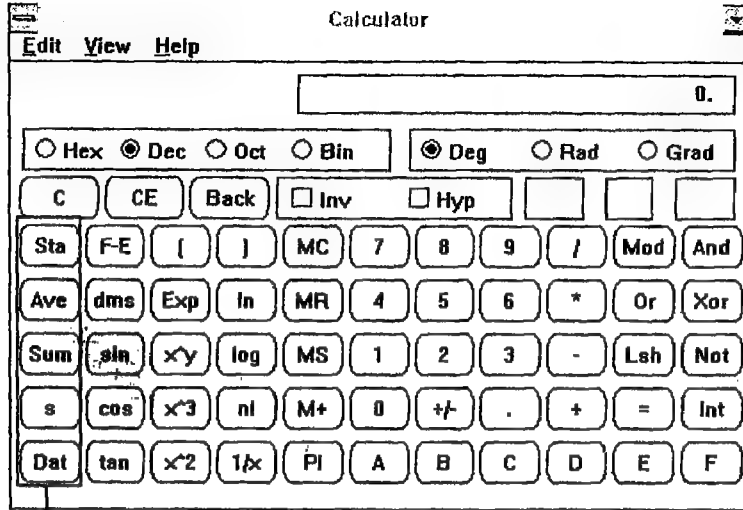 Calculator
Edit View Help
0.
Hex Dec Oct Bin Deg Rad Grad
C CE Back Inv Hyp
Sta F-E ( ) MC 7 8 9 / Mod And
Ave dms Exp ln MR 4 5 6 * Or Xor
Sum sin x^y log MS 1 2 3 - Lsh Not
s cos x^3 n! M+ 0 +/- . + = Int
Dat tan x^2 1/x PI A B C D E F